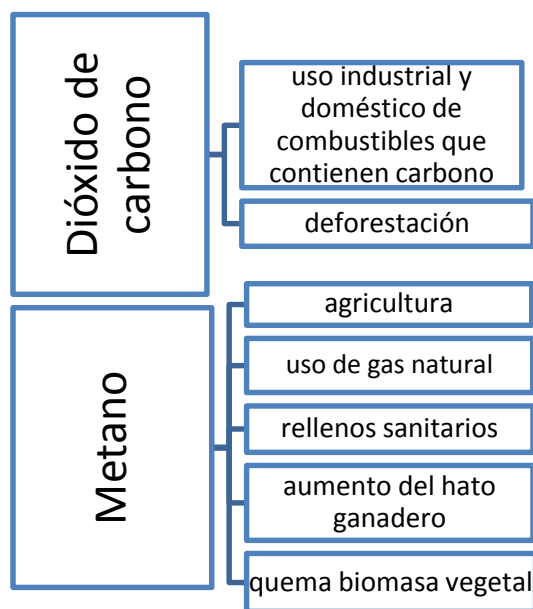 Dióxido de
carbono
uso industrial y
doméstico de
combustibles que
contienen carbono
deforestación
Metano
agricultura
uso de gas natural
rellenos sanitarios
aumento del hato
ganadero
quema biomasa vegetal